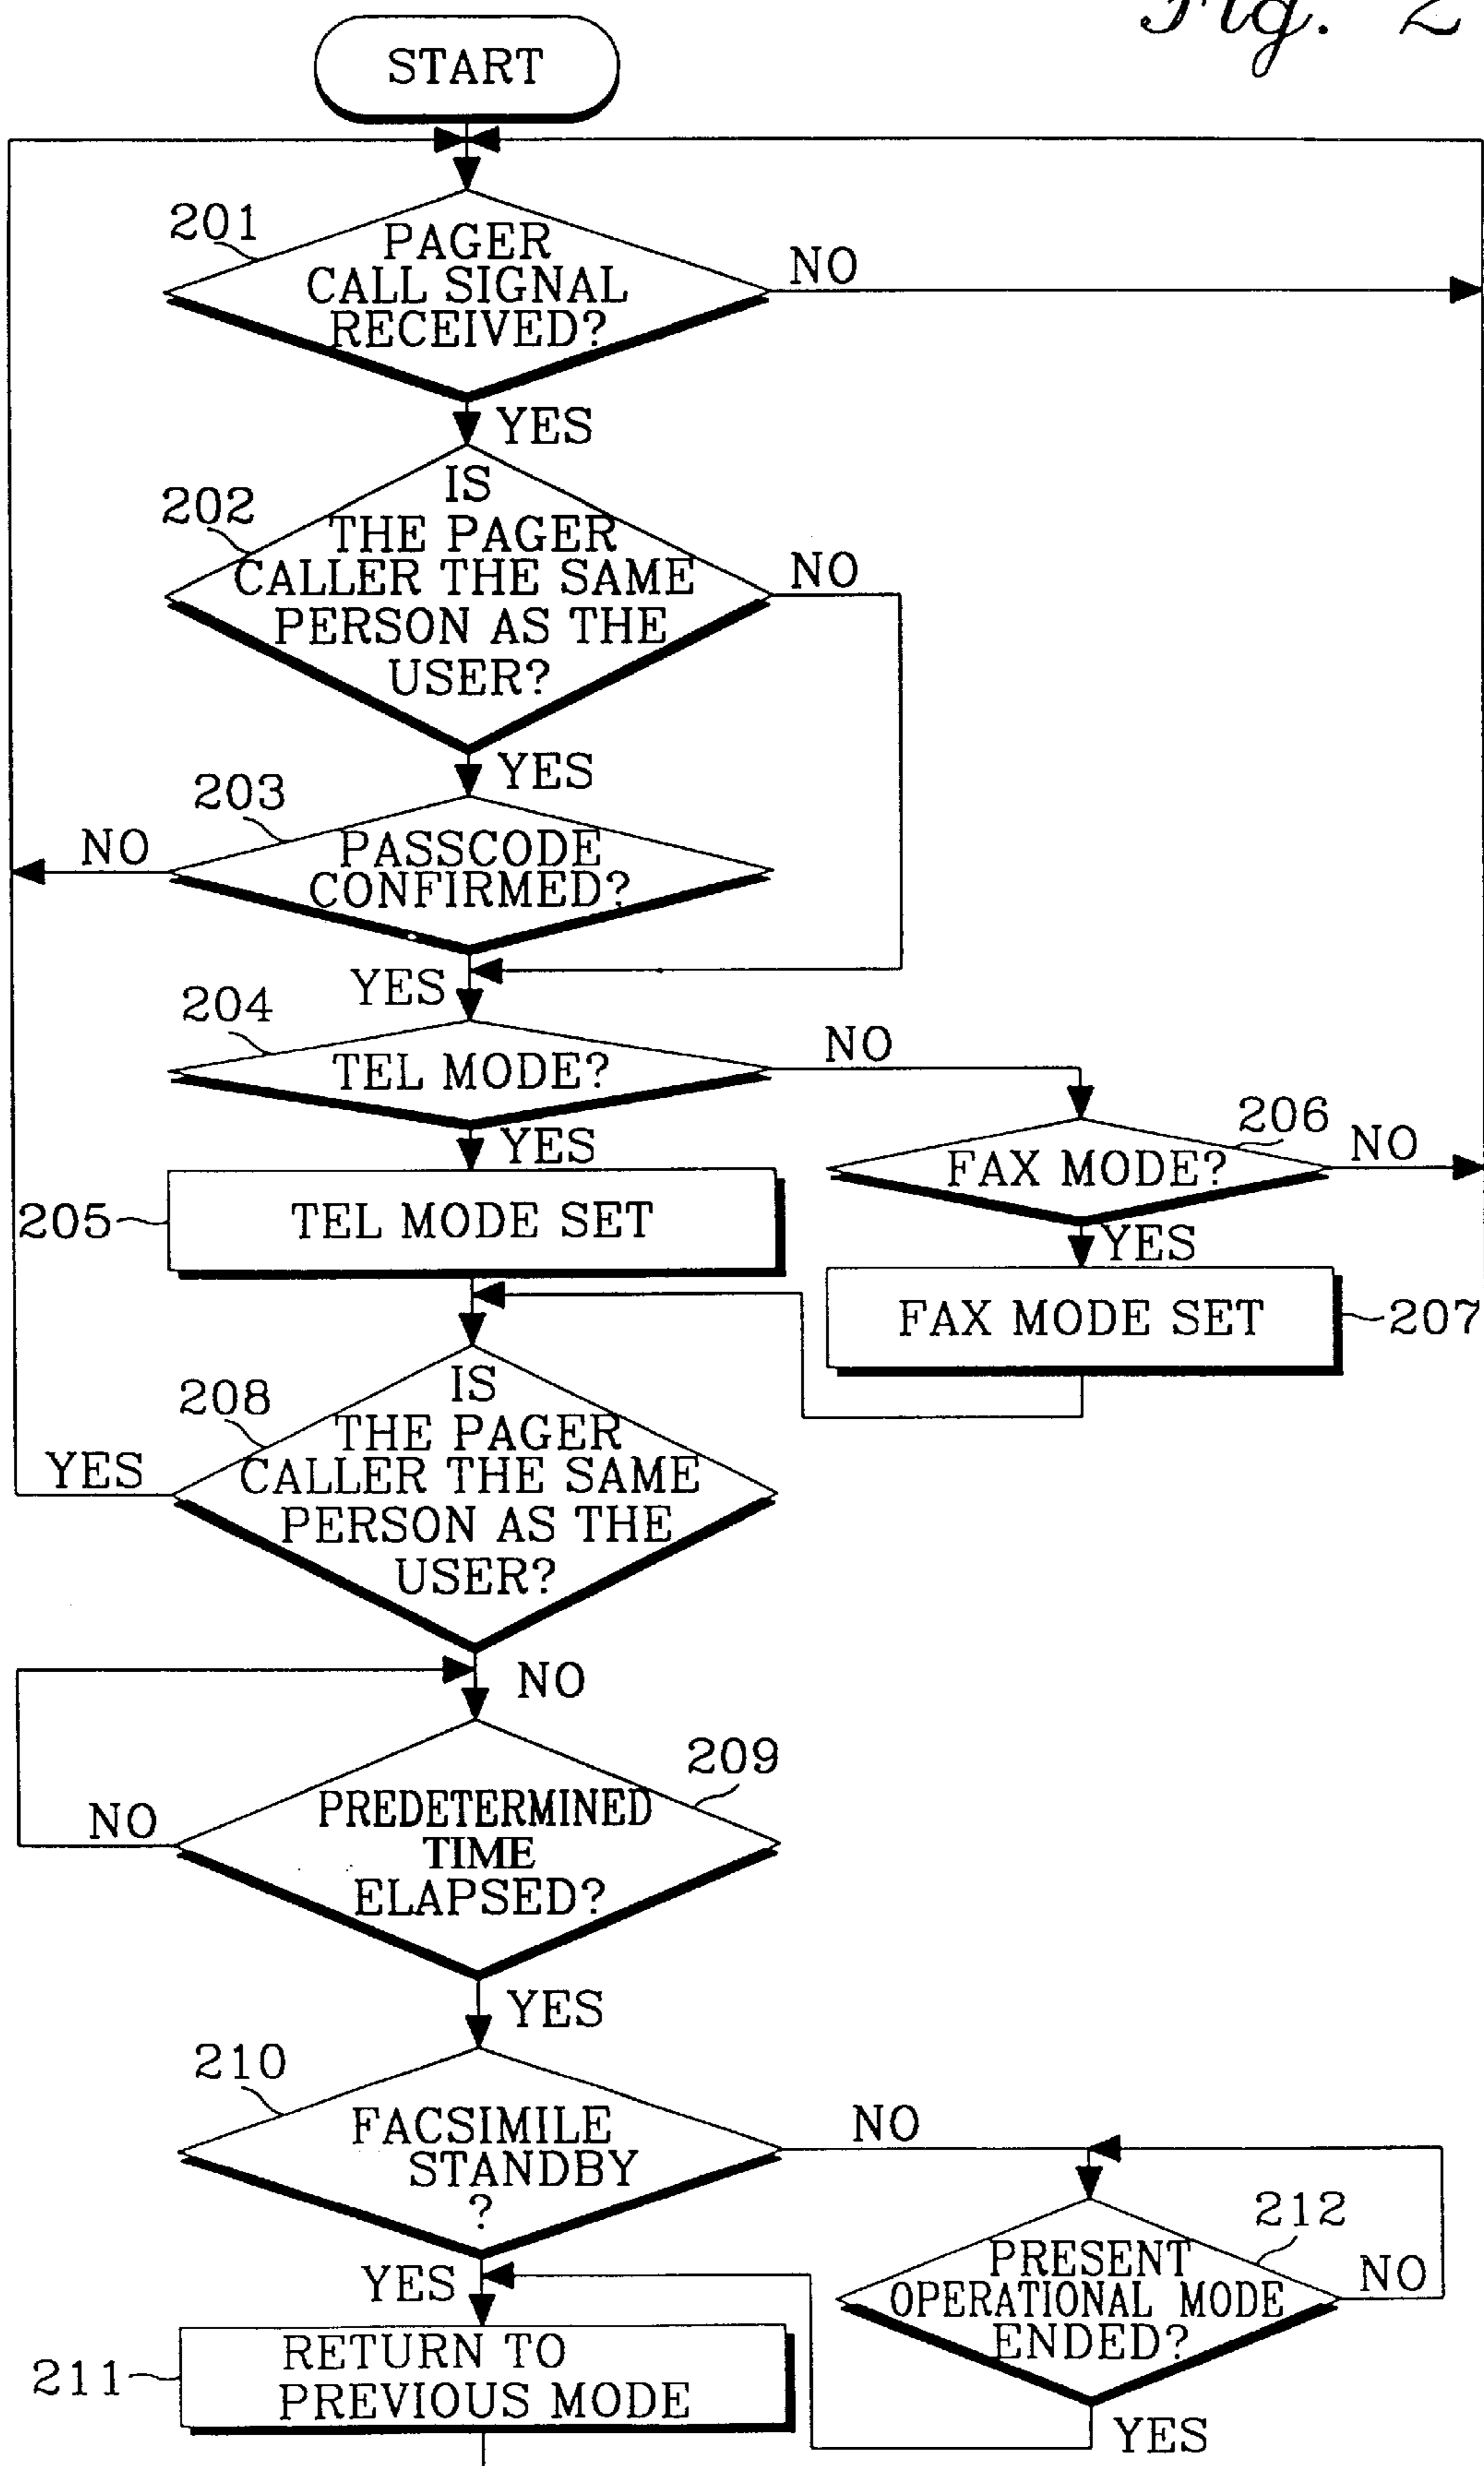 Fig. 2
START
201
PAGER
CALL SIGNAL
RECEIVED?
NO
YES
202
IS
THE PAGER
CALLER THE SAME
PERSON AS THE
USER?
NO
YES
203
PASSCODE
CONFIRMED?
NO
YES
204
TEL MODE?
NO
YES
206
FAX MODE?
NO
YES
205
TEL MODE SET
FAX MODE SET
207
208
IS
THE PAGER
CALLER THE SAME
PERSON AS THE
USER?
YES
NO
209
PREDETERMINED
TIME
ELAPSED?
NO
YES
210
FACSIMILE
STANDBY
?
NO
YES
212
PRESENT
OPERATIONAL MODE
ENDED?
NO
YES
211
RETURN TO
PREVIOUS MODE